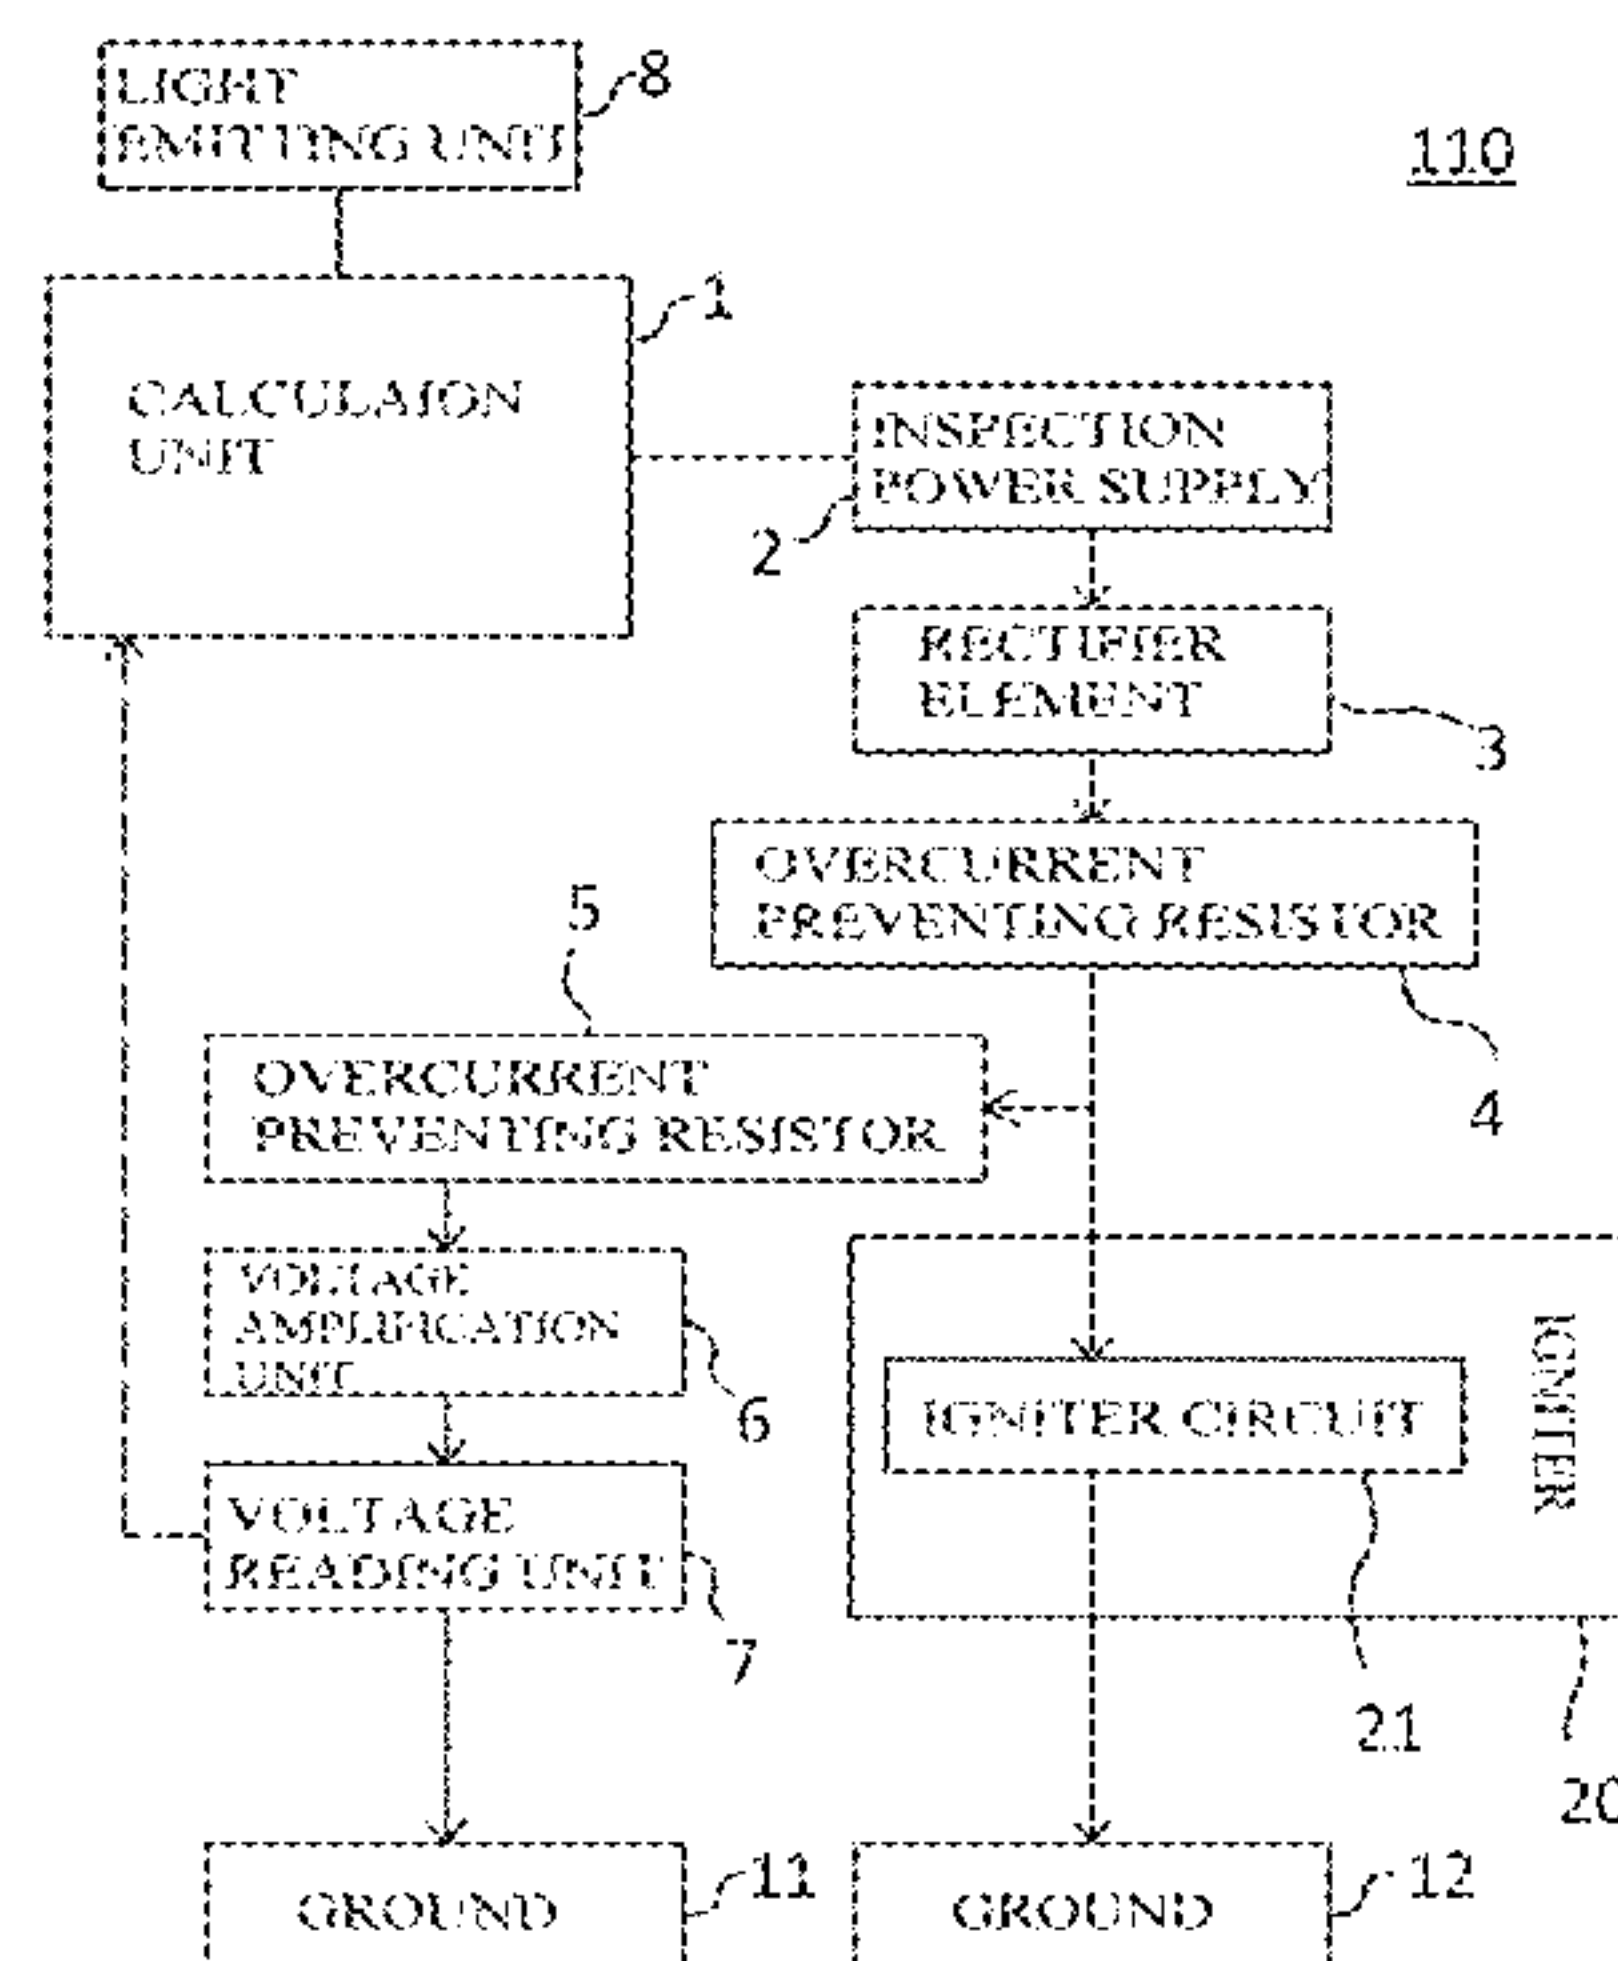 LIGHT
EMITTING UNIT
8
110
1
CALCULAION
UNIT
INSPECTION
POWER SUPPLY
2
RECTIFIER
ELEMENT
3
OVERCURRENT
PREVENTING RESISTOR
5
4
OVERCURRENT
PREVENTING RESISTOR
VOLTAGE
AMPLIFICATION
UNIT
6
IGNITER
IGNITER CIRCUIT
VOLTAGE
READING UNIT
7
21
20
GROUND
11
GROUND
12